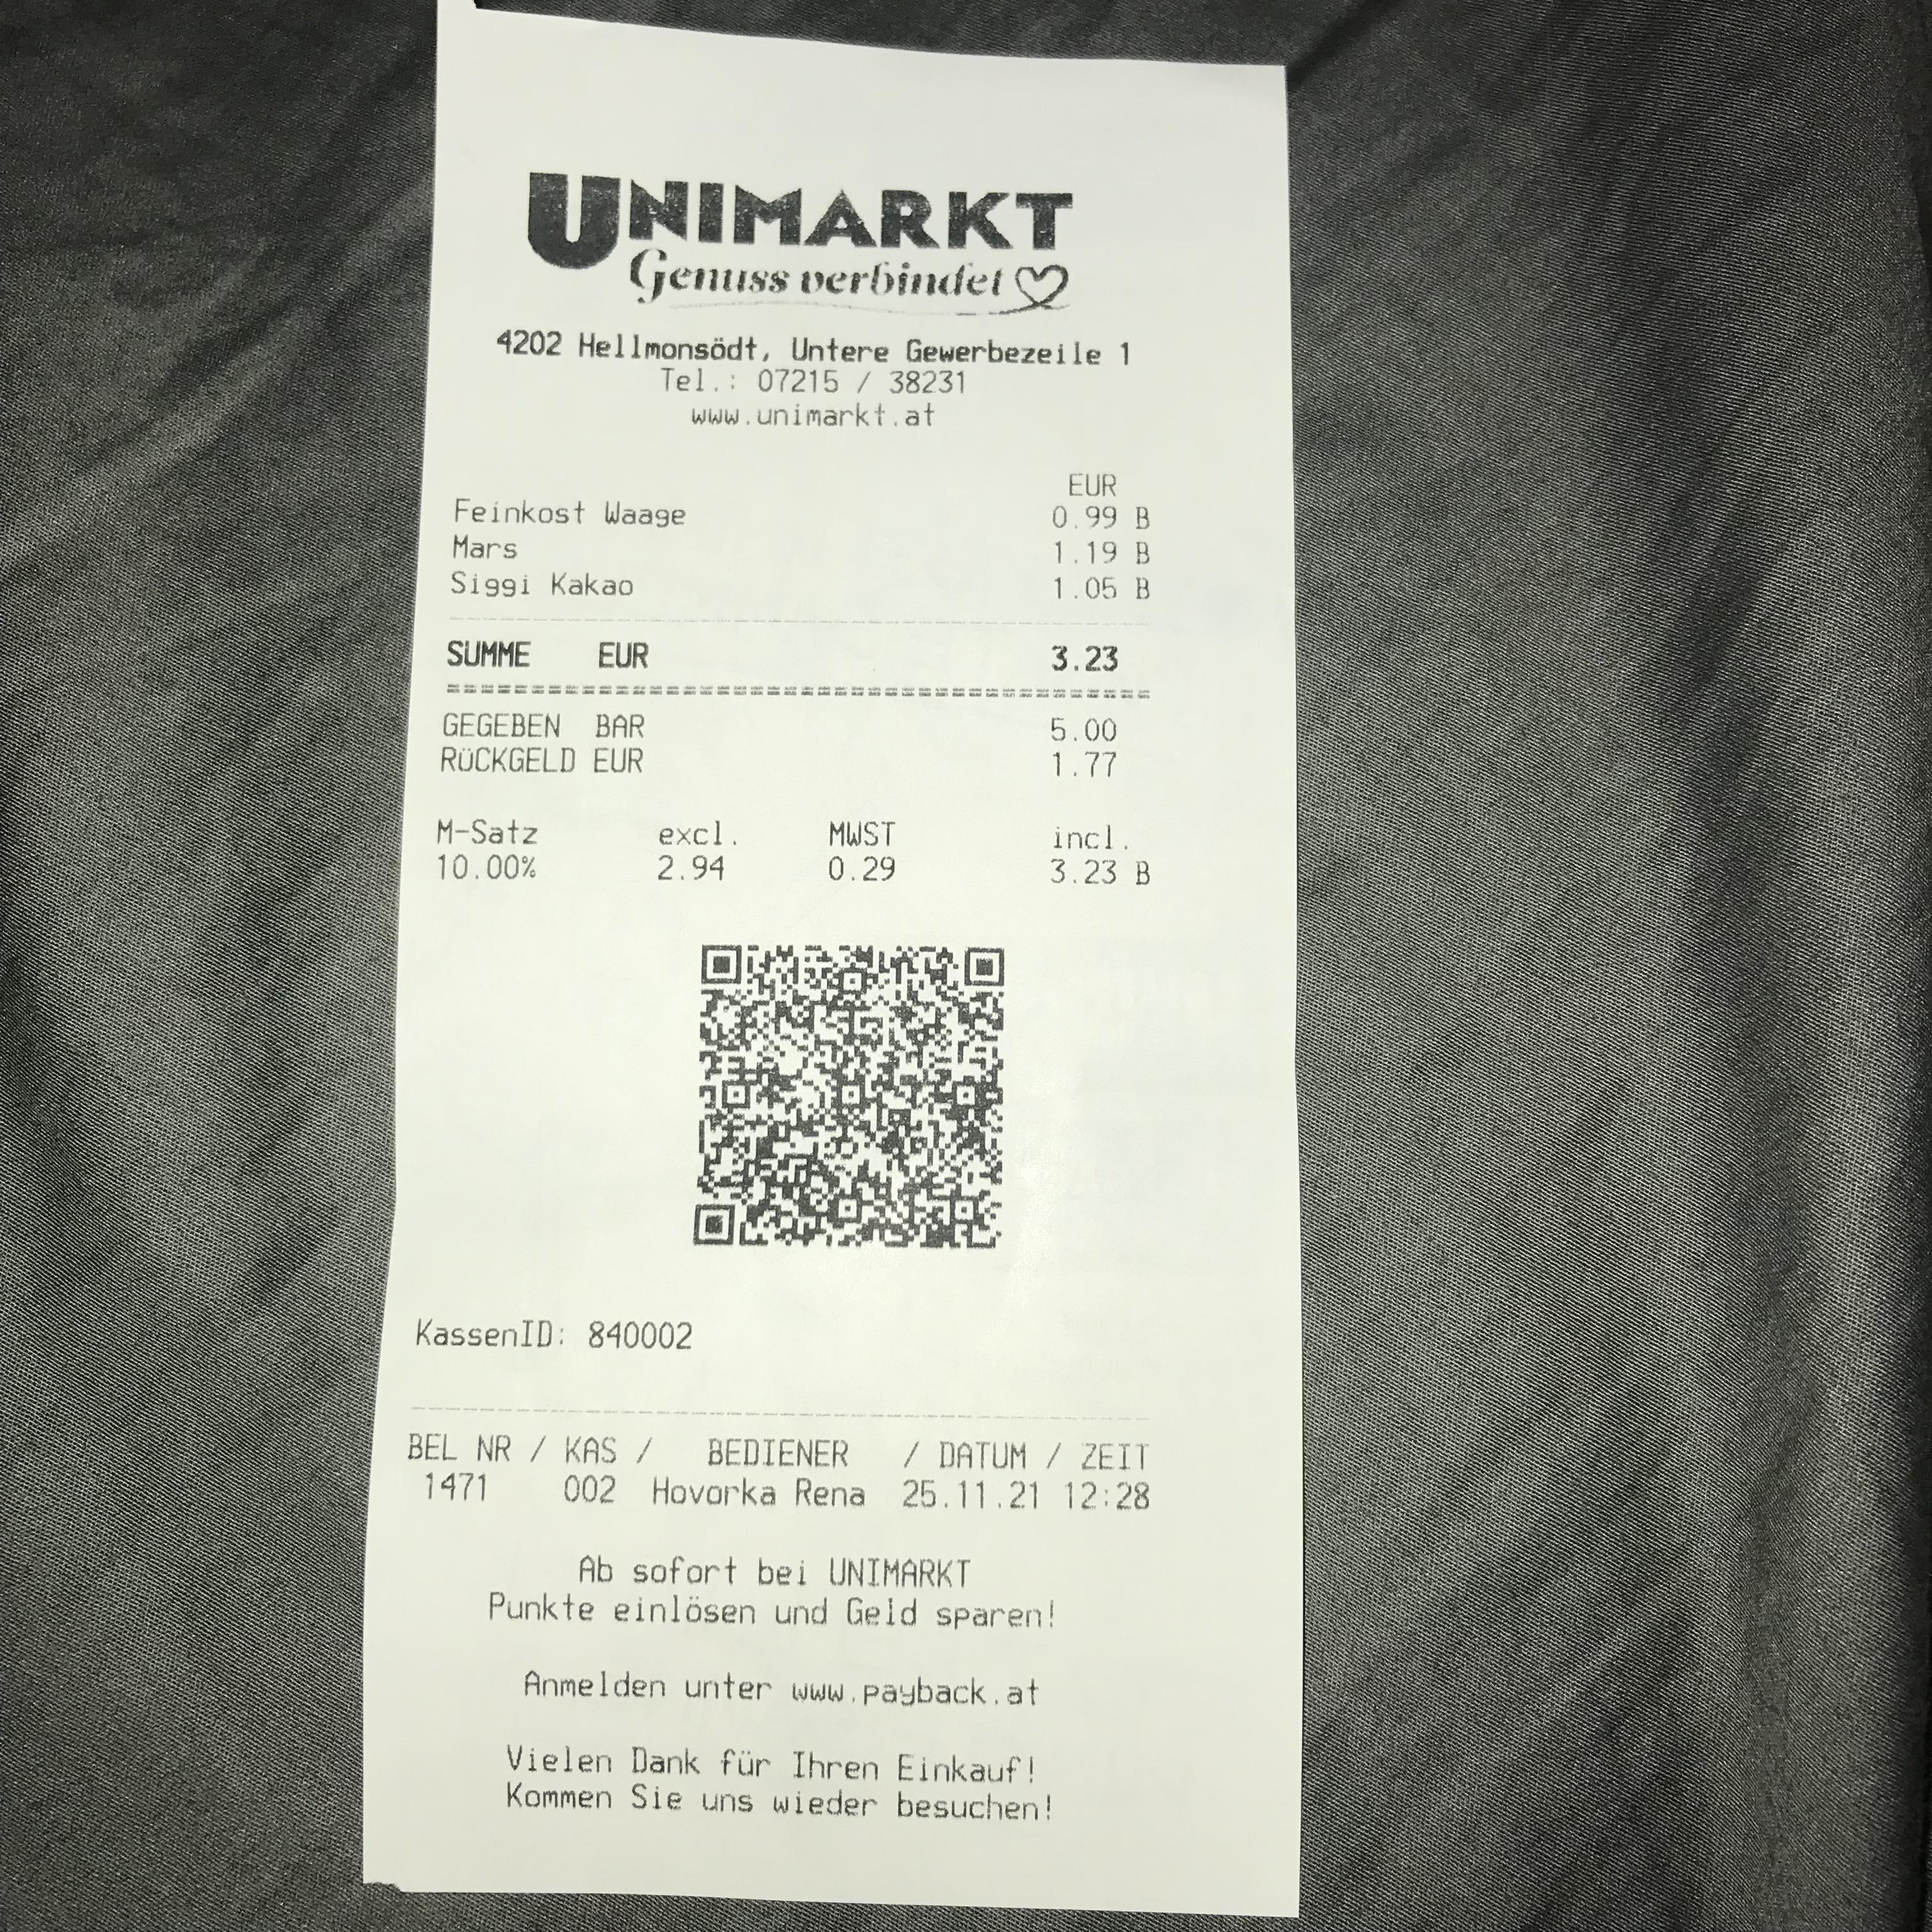 UNIMARKT
Genuss verbindet
4202 Hellmonsödt, Untere Gewerbezeile 1
Tel.: 07215 / 38231
www.unimarkt.at
EUR
Feinkost Waage 0.99 B
Mars 1.19 B
Siggi Kakao 1.05 B
SUMME EUR 3.23
GEGEBEN BAR 5.00
RÜCKGELD EUR 1.77
M-Satz excl. MWST incl.
10.00% 2.94 0.29 3.23 B
KassenID: 840002
BEL NR / KAS / BEDIENER / DATUM / ZEIT
1471 002 Hovorka Rena 25.11.21 12:28
Ab sofort bei UNIMARKT
Punkte einlösen und Geld sparen!
Anmelden unter www.payback.at
Vielen Dank für Ihren Einkauf!
Kommen Sie uns wieder besuchen!